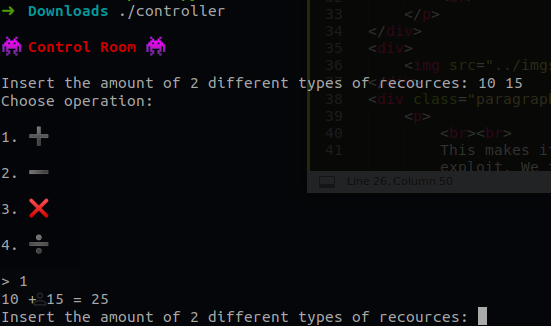 ➜ Downloads ./controller
👾 Control Room 👾
Insert the amount of 2 different types of recources: 10 15
Choose operation:
1. ➕
2. ➖
3. ❌
4. ➗
> 1
10 + 15 = 25
Insert the amount of 2 different types of recources:
32
33 </p>
34 </div>
35 <div>
36 <img src="../imgs
38 <div class="paragraph
39 <p>
40 <br><br>
41 This makes
exploit. We
Line 26, Column 50